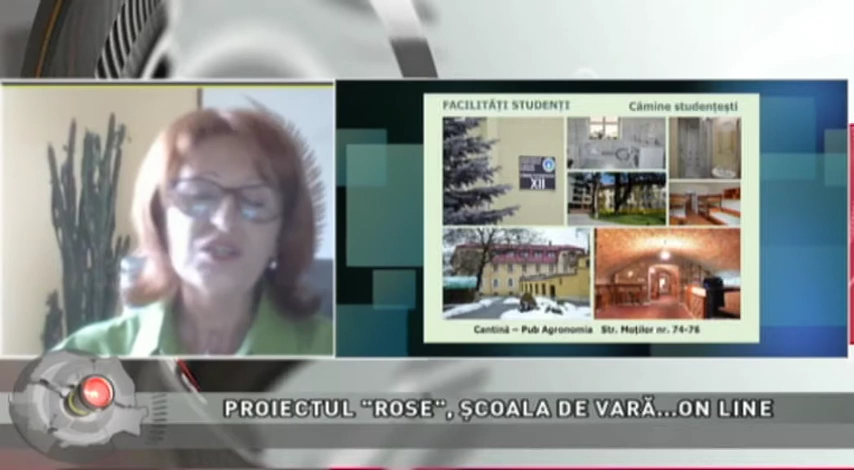 FACILITĂȚI STUDENȚI
Cămine studențești
XII
Cantină – Pub Agronomia Str. Moților nr. 74-76
PROIECTUL "ROSE", ȘCOALA DE VARĂ...ON LINE